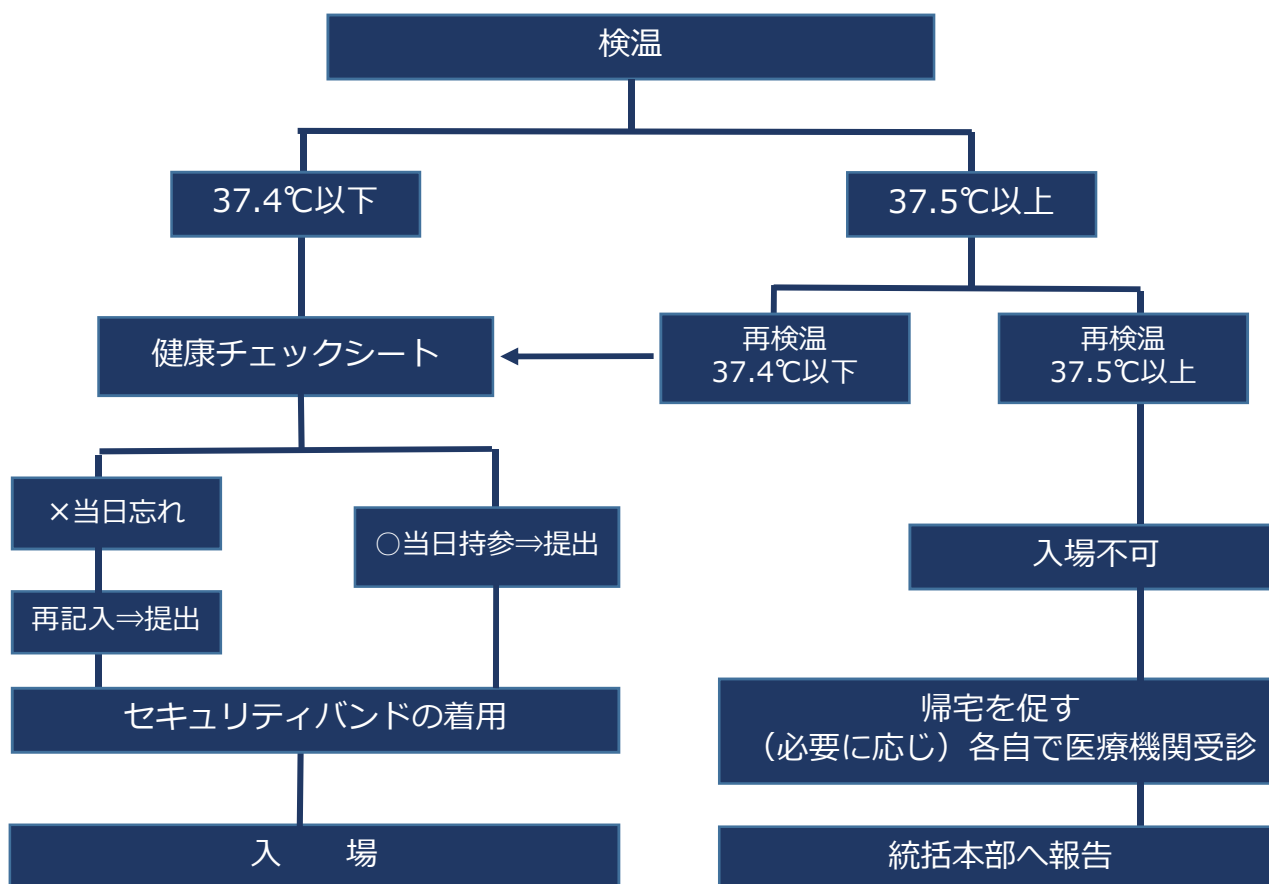 検温
37.4℃以下
37.5℃以上
健康チェックシート
再検温
37.4℃以下
再検温
37.5℃以上
×当日忘れ
○当日持参⇒提出
再記入⇒提出
入場不可
セキュリティバンドの着用
帰宅を促す
（必要に応じ）各自で医療機関受診
入　　場
統括本部へ報告